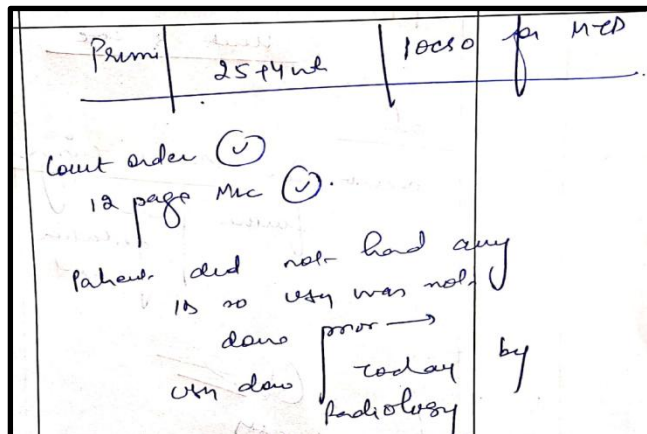 Primi 25+4wk POCSO for MTP
Court order ✓
12 page MLC ✓.
Patient did not had any
ID so USG was not
done prior →
USG done today by
Radiology